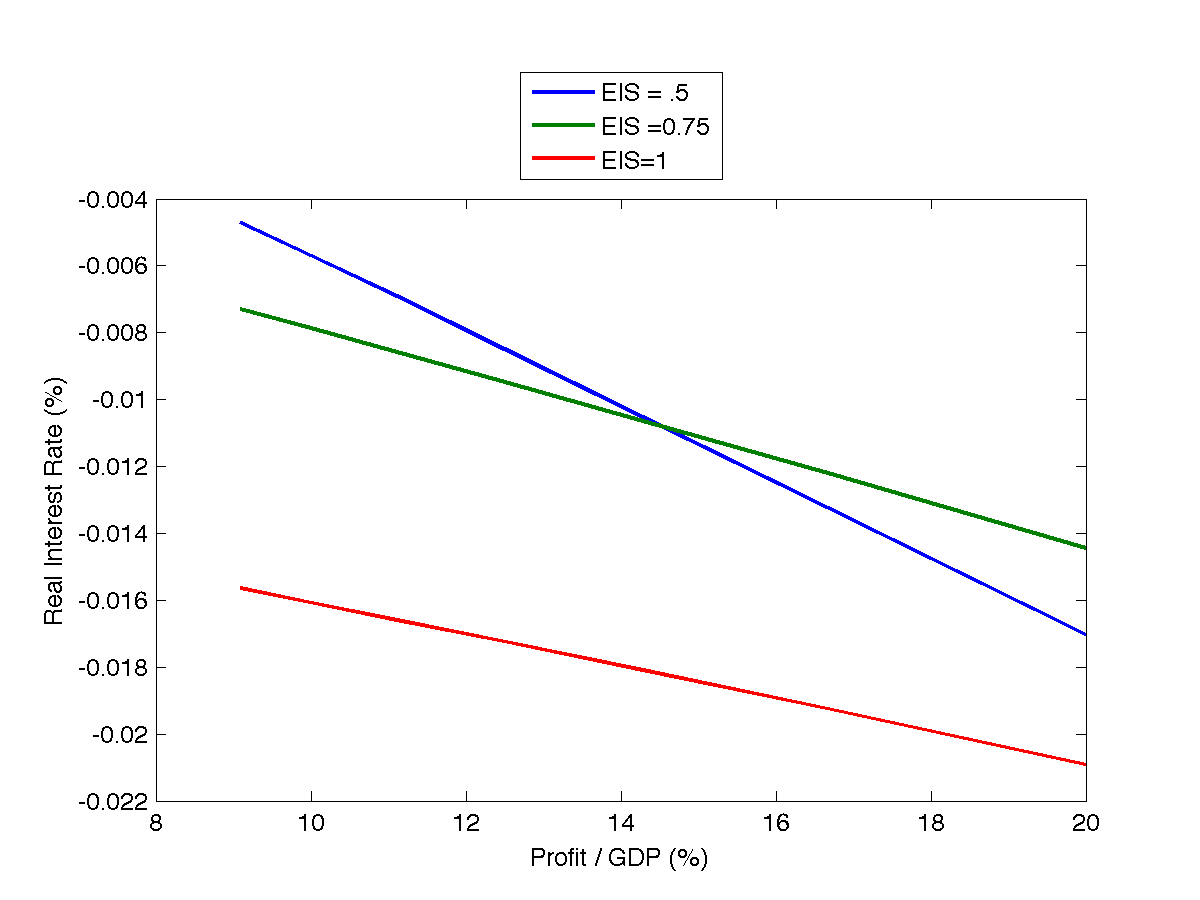 EIS = .5
EIS =0.75
EIS=1
-0.004
-0.006
-0.008
-0.01
-0.012
-0.014
-0.016
-0.018
-0.02
-0.022
Real Interest Rate (%)
8 10 12 14 16 18 20
Profit / GDP (%)